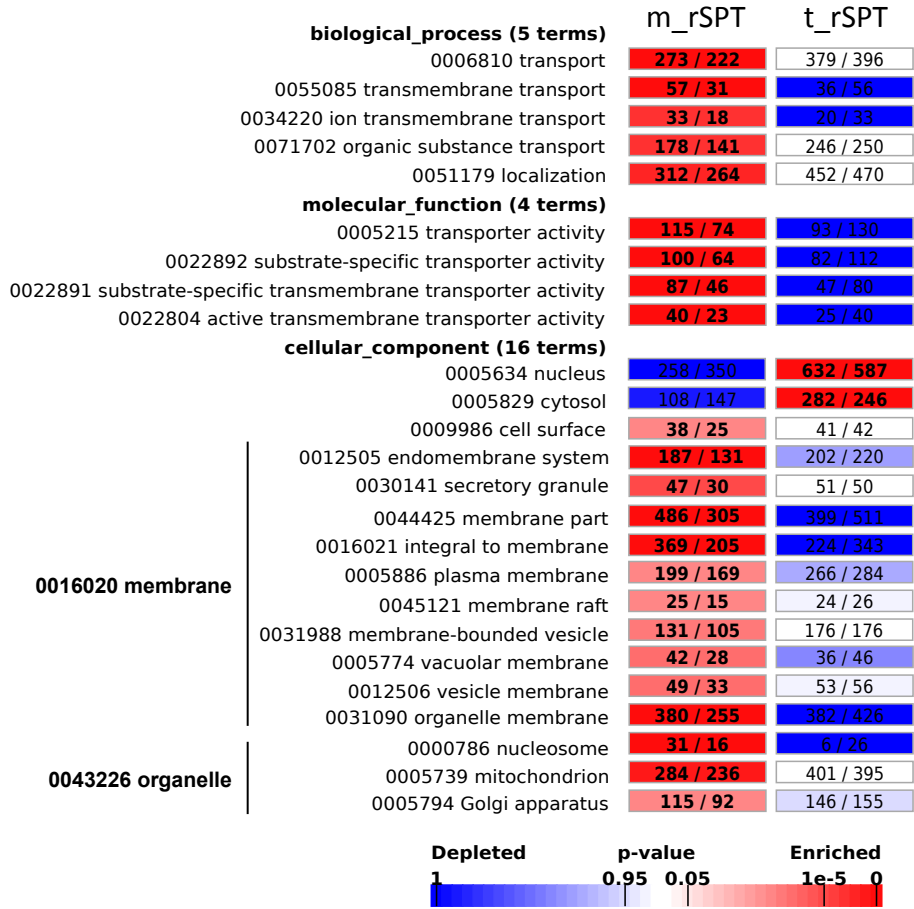 m_rSPT t_rSPT
biological_process (5 terms)
0006810 transport 273 / 222 379 / 396
0055085 transmembrane transport 57 / 31 36 / 56
0034220 ion transmembrane transport 33 / 18 20 / 33
0071702 organic substance transport 178 / 141 246 / 250
0051179 localization 312 / 264 452 / 470
molecular_function (4 terms)
0005215 transporter activity 115 / 74 93 / 130
0022892 substrate-specific transporter activity 100 / 64 82 / 112
0022891 substrate-specific transmembrane transporter activity 87 / 46 47 / 80
0022804 active transmembrane transporter activity 40 / 23 25 / 40
cellular_component (16 terms)
0005634 nucleus 258 / 350 632 / 587
0005829 cytosol 108 / 147 282 / 246
0009986 cell surface 38 / 25 41 / 42
0012505 endomembrane system 187 / 131 202 / 220
0030141 secretory granule 47 / 30 51 / 50
0044425 membrane part 486 / 305 399 / 511
0016021 integral to membrane 369 / 205 224 / 343
0016020 membrane
0005886 plasma membrane 199 / 169 266 / 284
0045121 membrane raft 25 / 15 24 / 26
0031988 membrane-bounded vesicle 131 / 105 176 / 176
0005774 vacuolar membrane 42 / 28 36 / 46
0012506 vesicle membrane 49 / 33 53 / 56
0031090 organelle membrane 380 / 255 382 / 426
0000786 nucleosome 31 / 16 6 / 26
0043226 organelle
0005739 mitochondrion 284 / 236 401 / 395
0005794 Golgi apparatus 115 / 92 146 / 155
Depleted p-value Enriched
1 0.95 0.05 1e-5 0